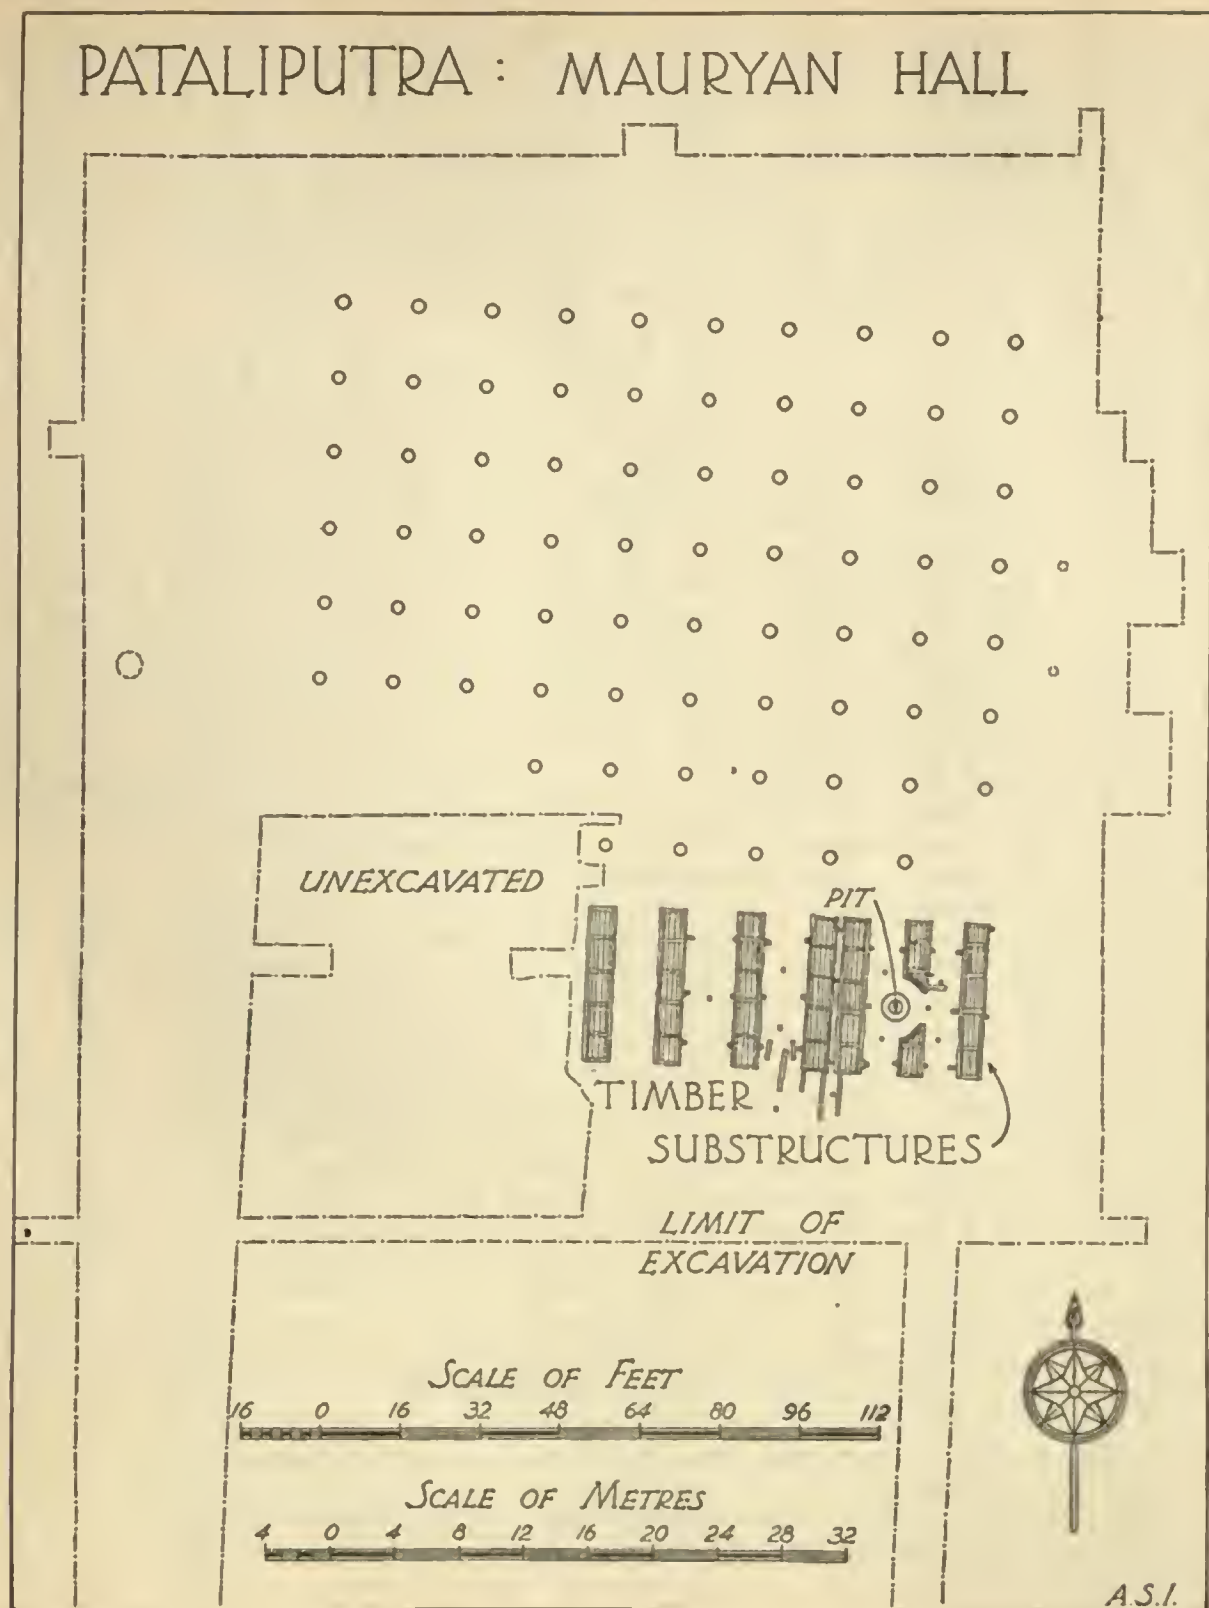 PATALIPUTRA: MAURYAN HALL
UNEXCAVATED
PIT
TIMBER
SUBSTRUCTURES
LIMIT OF
EXCAVATION
SCALE OF FEET
16 0 16 32 48 64 80 96 112
SCALE OF METRES
4 0 4 8 12 16 20 24 28 32
A.S.I.